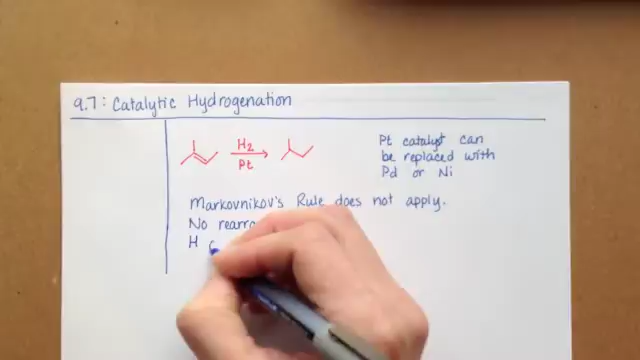 9.7: Catalytic Hydrogenation
H2
Pt
Pt catalyst can
be replaced with
Pd or Ni
Markovnikov's Rule does not apply.
No
H